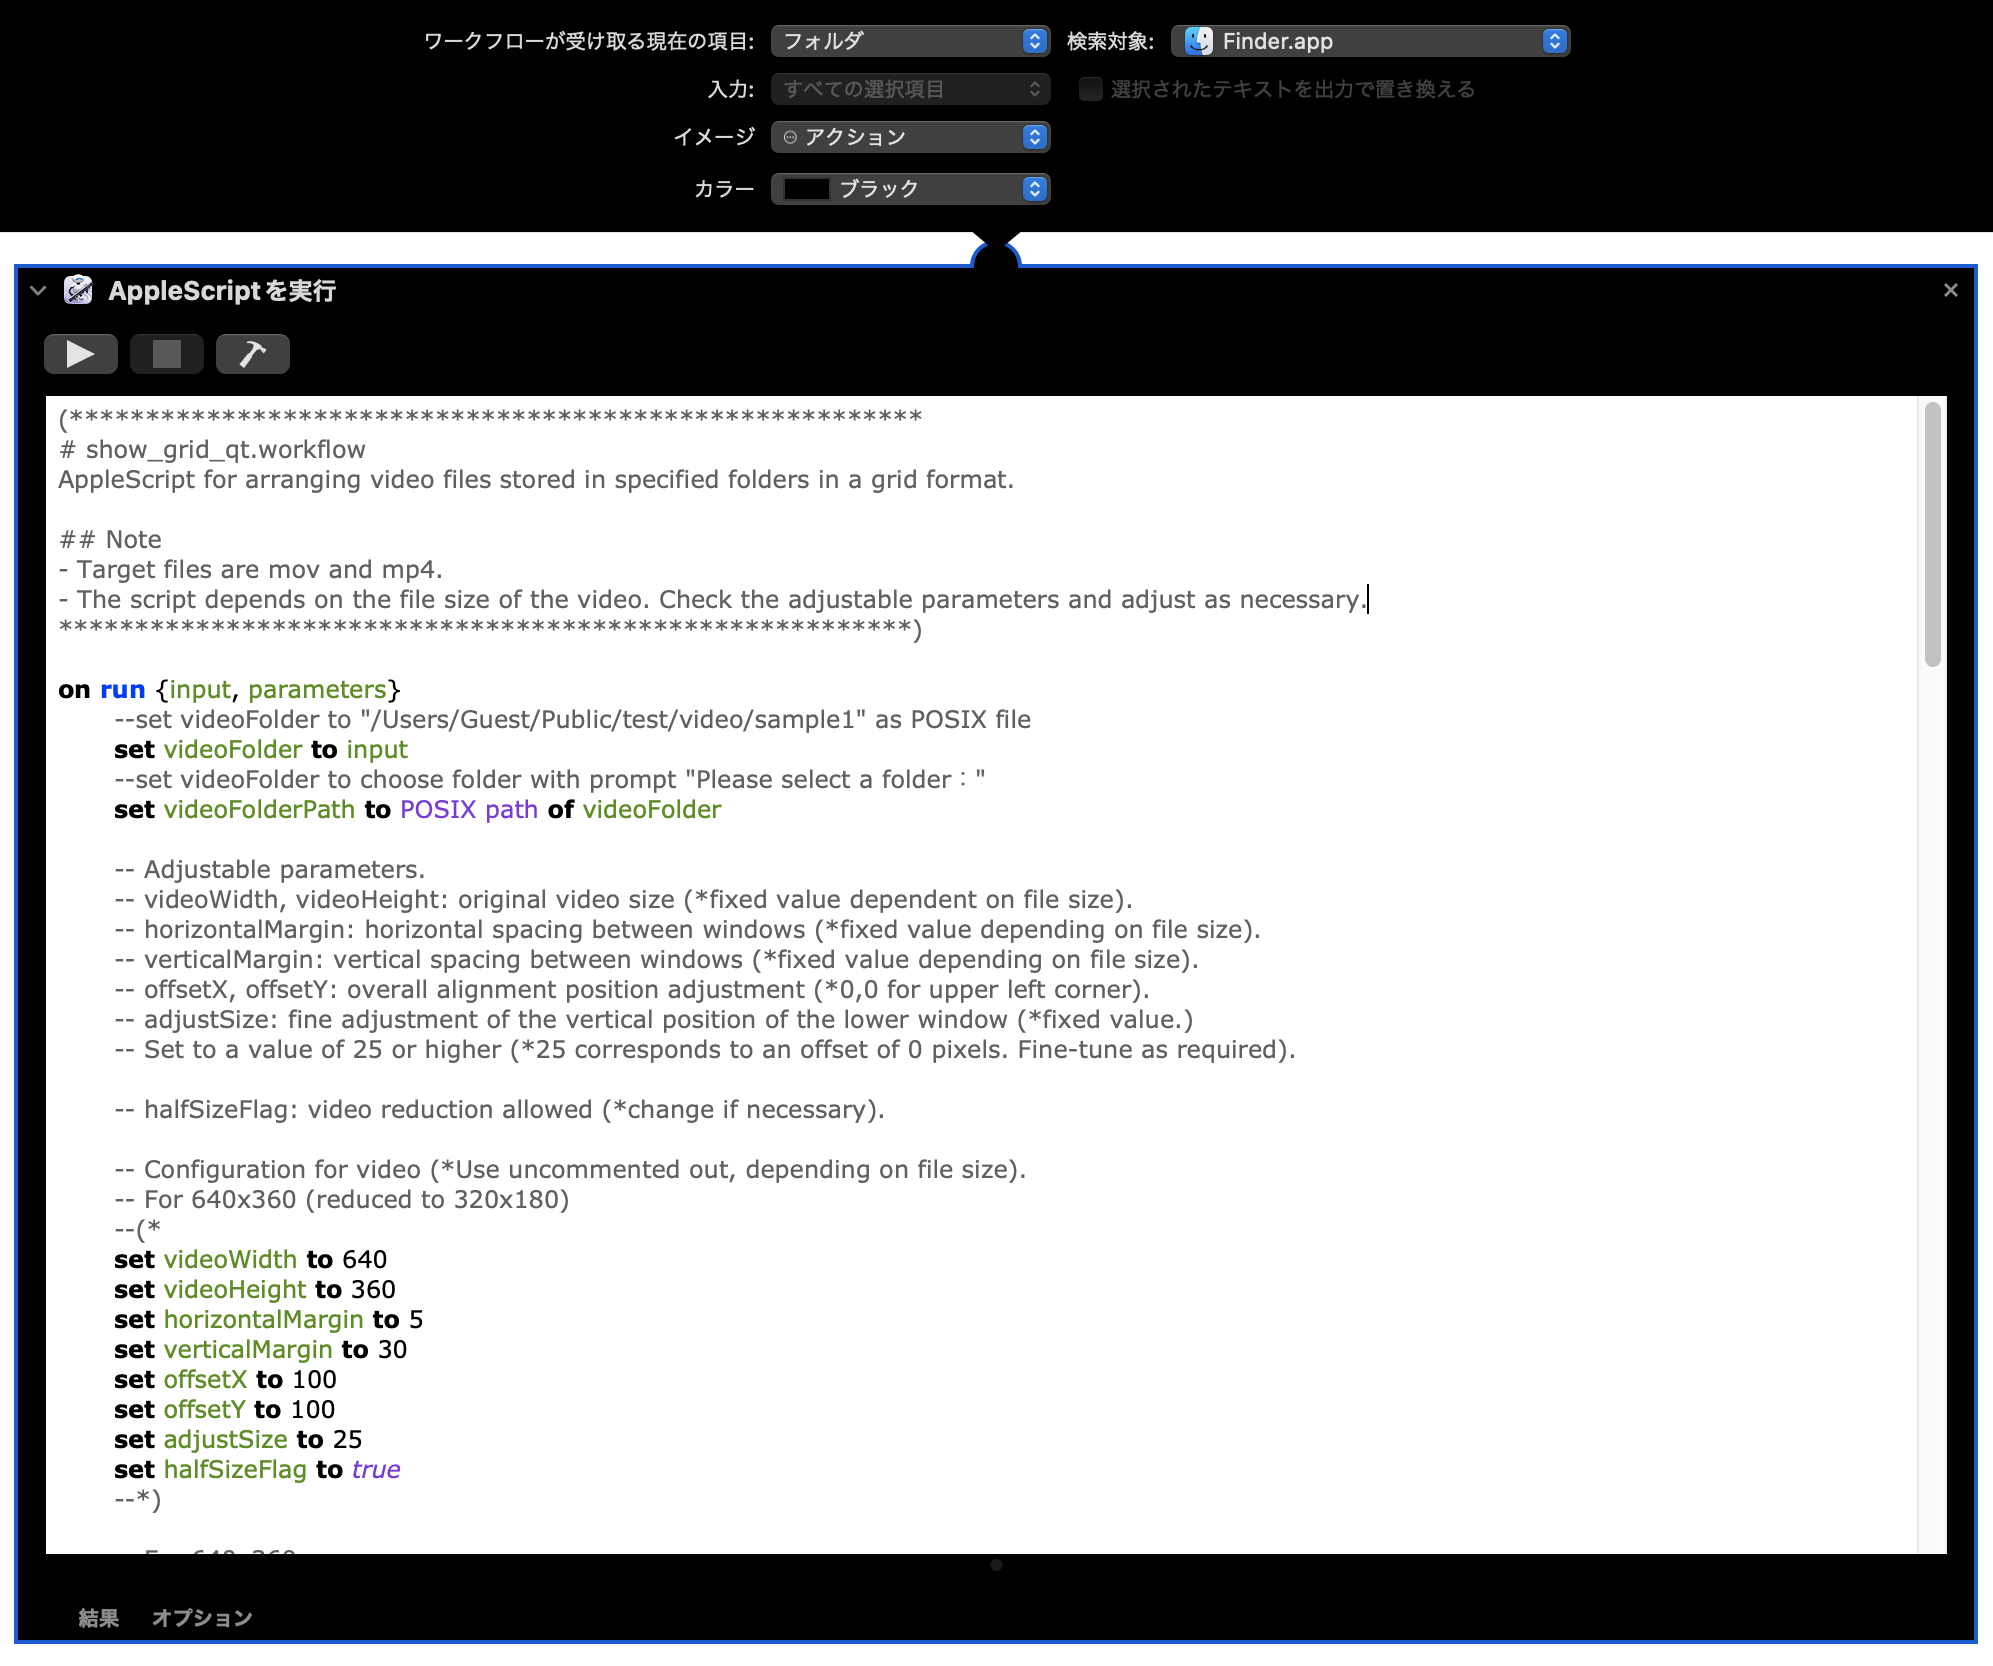 ワークフローが受け取る現在の項目: フォルダ 検索対象: Finder.app
入力: すべての選択項目 選択されたテキストを出力で置き換える
イメージ アクション
カラー ブラック
AppleScriptを実行
(********************************************************
# show_grid_qt.workflow
AppleScript for arranging video files stored in specified folders in a grid format.
## Note
- Target files are mov and mp4.
- The script depends on the file size of the video. Check the adjustable parameters and adjust as necessary.
********************************************************)
on run {input, parameters}
--set videoFolder to "/Users/Guest/Public/test/video/sample1" as POSIX file
set videoFolder to input
--set videoFolder to choose folder with prompt "Please select a folder："
set videoFolderPath to POSIX path of videoFolder
-- Adjustable parameters.
-- videoWidth, videoHeight: original video size (*fixed value dependent on file size).
-- horizontalMargin: horizontal spacing between windows (*fixed value depending on file size).
-- verticalMargin: vertical spacing between windows (*fixed value depending on file size).
-- offsetX, offsetY: overall alignment position adjustment (*0,0 for upper left corner).
-- adjustSize: fine adjustment of the vertical position of the lower window (*fixed value.)
-- Set to a value of 25 or higher (*25 corresponds to an offset of 0 pixels. Fine-tune as required).
-- halfSizeFlag: video reduction allowed (*change if necessary).
-- Configuration for video (*Use uncommented out, depending on file size).
-- For 640x360 (reduced to 320x180)
--(*
set videoWidth to 640
set videoHeight to 360
set horizontalMargin to 5
set verticalMargin to 30
set offsetX to 100
set offsetY to 100
set adjustSize to 25
set halfSizeFlag to true
--*)
結果 オプション